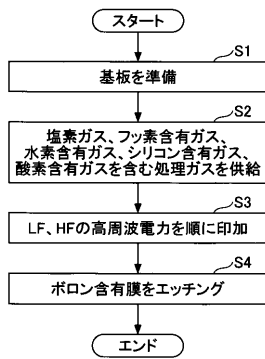 スタート
S1
基板を準備
S2
塩素ガス、フッ素含有ガス、
水素含有ガス、シリコン含有ガス、
酸素含有ガスを含む処理ガスを供給
S3
LF、HFの高周波電力を順に印加
S4
ボロン含有膜をエッチング
エンド